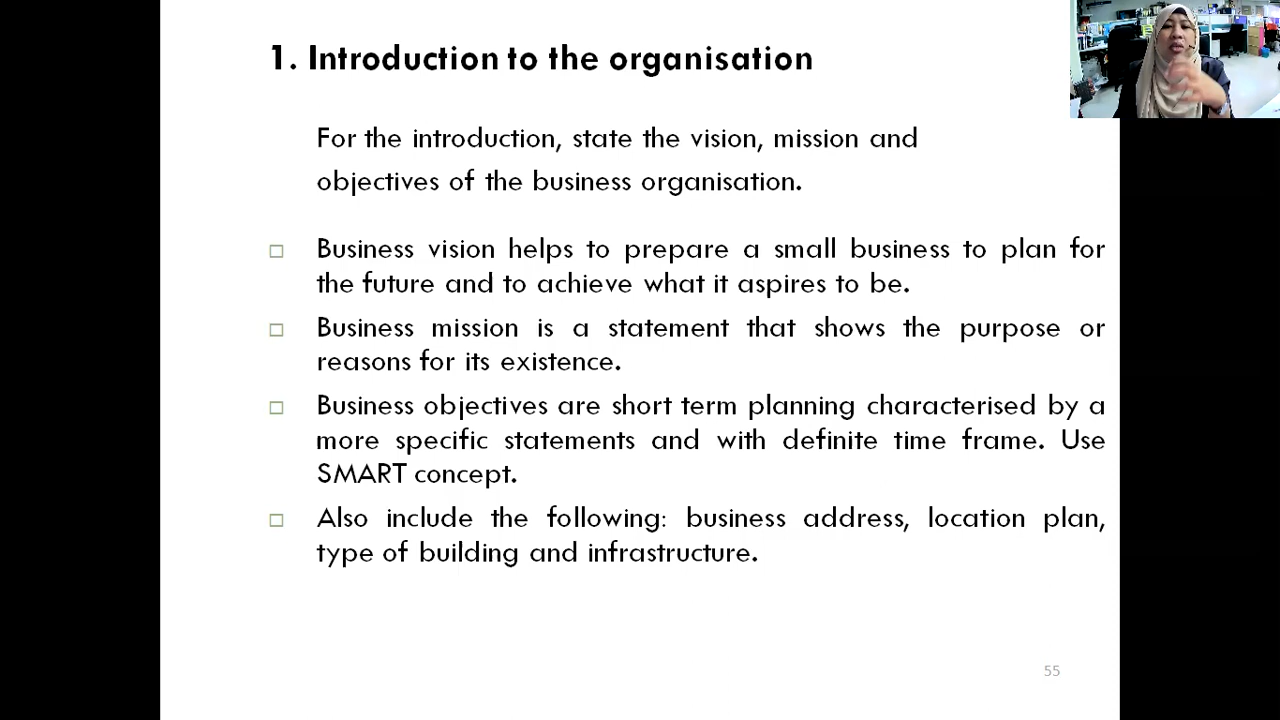 1. Introduction to the organisation
For the introduction, state the vision, mission and
objectives of the business organisation.
Business vision helps to prepare a small business to plan for
the future and to achieve what it aspires to be.
Business mission is a statement that shows the purpose or
reasons for its existence.
Business objectives are short term planning characterised by a
more specific statements and with definite time frame. Use
SMART concept.
Also include the following: business address, location plan,
type of building and infrastructure.
55